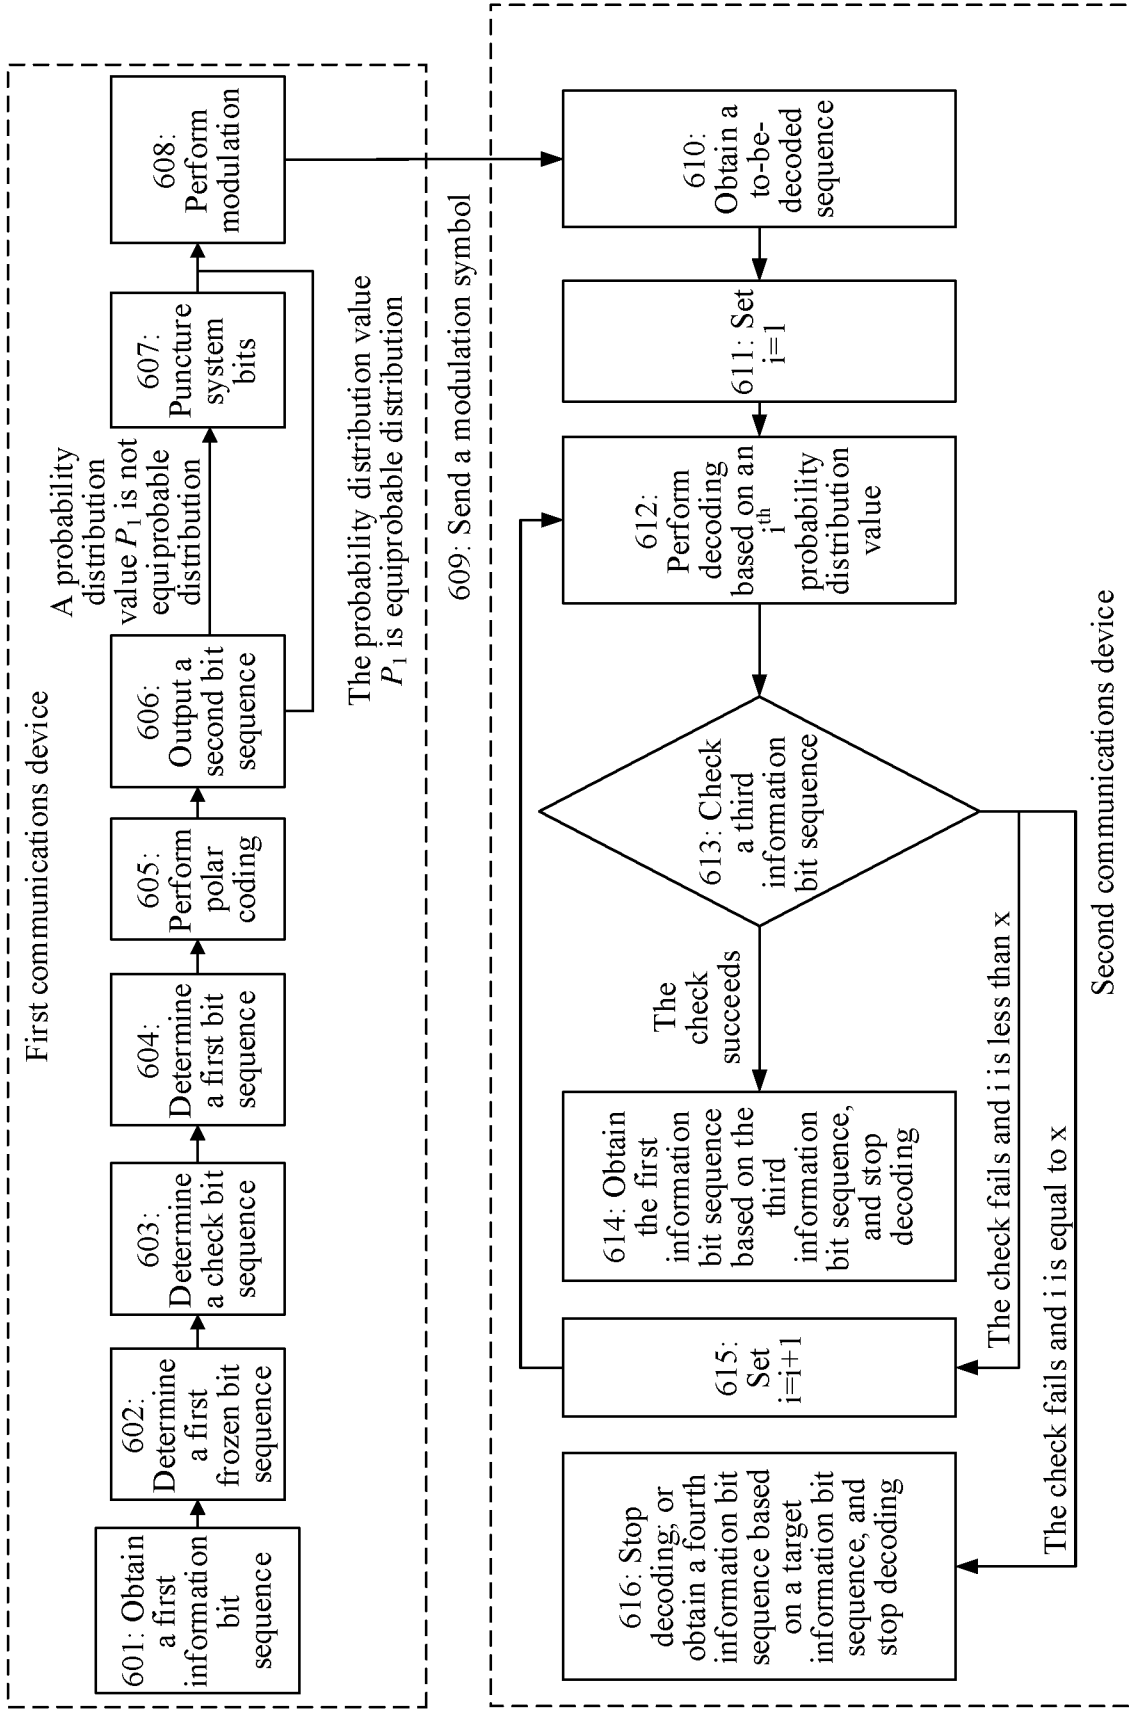 First communications device
601: Obtain
a first
information
bit
sequence
602:
Determine
a first
frozen bit
sequence
603:
Determine
a check bit
sequence
604:
Determine
a first bit
sequence
605:
Perform
polar
coding
606:
Output a
second bit
sequence
A probability
distribution
value P1 is not
equiprobable
distribution
607:
Puncture
system
bits
608:
Perform
modulation
The probability distribution value
P1 is equiprobable distribution
609: Send a modulation symbol
610:
Obtain a
to-be-
decoded
sequence
611: Set
i=1
612:
Perform
decoding
based on an
ith
probability
distribution
value
613: Check
a third
information
bit sequence
The
check
succeeds
614: Obtain
the first
information
bit sequence
based on the
third
information
bit sequence,
and stop
decoding
615:
Set
i=i+1
616: Stop
decoding; or
obtain a fourth
information bit
sequence based
on a target
information bit
sequence, and
stop decoding
The check fails and i is less than x
The check fails and i is equal to x
Second communications device